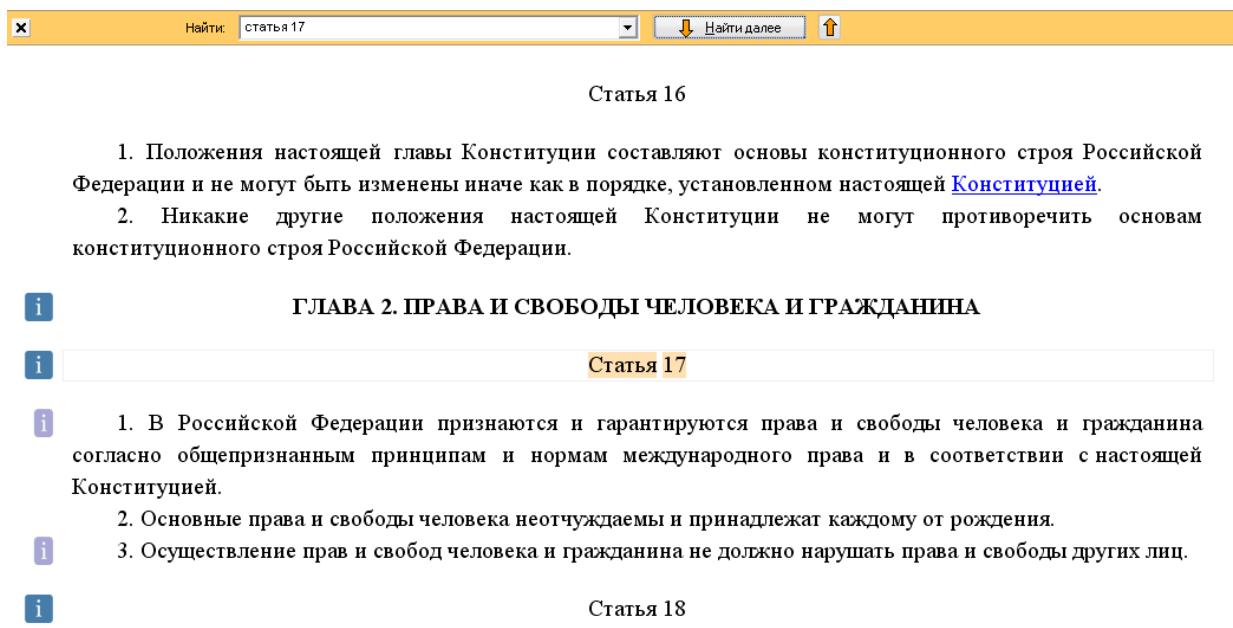 Найти: статья 17 Найти далее
Статья 16
1. Положения настоящей главы Конституции составляют основы конституционного строя Российской
Федерации и не могут быть изменены иначе как в порядке, установленном настоящей Конституцией.
2. Никакие другие положения настоящей Конституции не могут противоречить основам
конституционного строя Российской Федерации.
i ГЛАВА 2. ПРАВА И СВОБОДЫ ЧЕЛОВЕКА И ГРАЖДАНИНА
i Статья 17
i 1. В Российской Федерации признаются и гарантируются права и свободы человека и гражданина
согласно общепризнанным принципам и нормам международного права и в соответствии с настоящей
Конституцией.
2. Основные права и свободы человека неотчуждаемы и принадлежат каждому от рождения.
i 3. Осуществление прав и свобод человека и гражданина не должно нарушать права и свободы других лиц.
i Статья 18